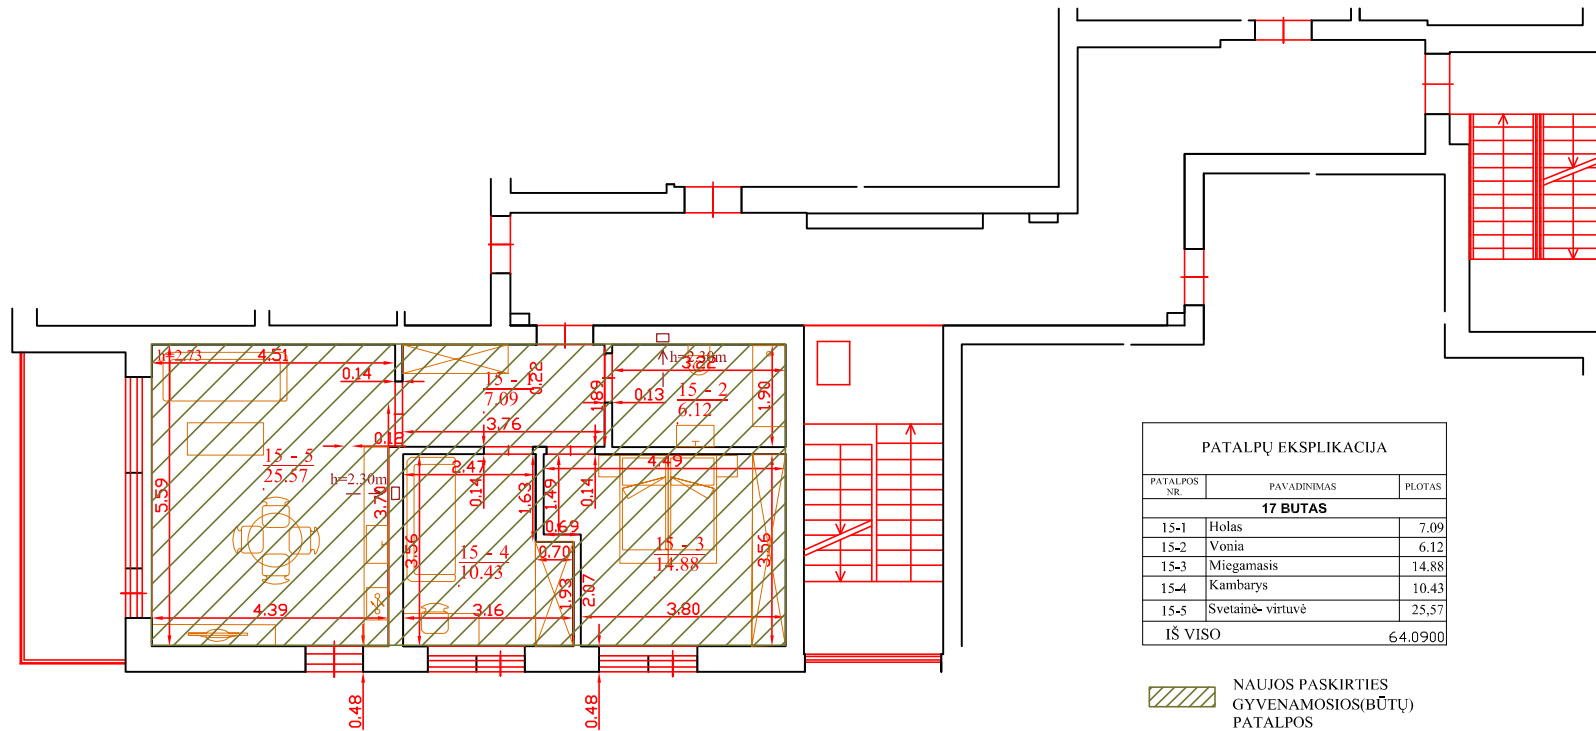 h=2.73
4.51
0.14
15 - 1
7.09
0.22
1.89
h=2.30m
3.22
0.13
15 - 2
6.12
1.90
3.76
0.12
15 - 5
25.57
h=2.30m
3.70
5.59
2.47
0.14
1.63
1.49
0.14
4.49
0.69
3.56
15 - 4
10.43
0.70
15 - 3
14.88
3.56
1.93
2.07
4.39
3.16
3.80
0.48
0.48
PATALPŲ EKSPLIKACIJA
PATALPOS NR. PAVADINIMAS PLOTAS
17 BUTAS
15-1 Holas 7.09
15-2 Vonia 6.12
15-3 Miegamasis 14.88
15-4 Kambarys 10.43
15-5 Svetainė- virtuvė 25,57
IŠ VISO 64.0900
NAUJOS PASKIRTIES
GYVENAMOSIOS(BŪTŲ)
PATALPOS